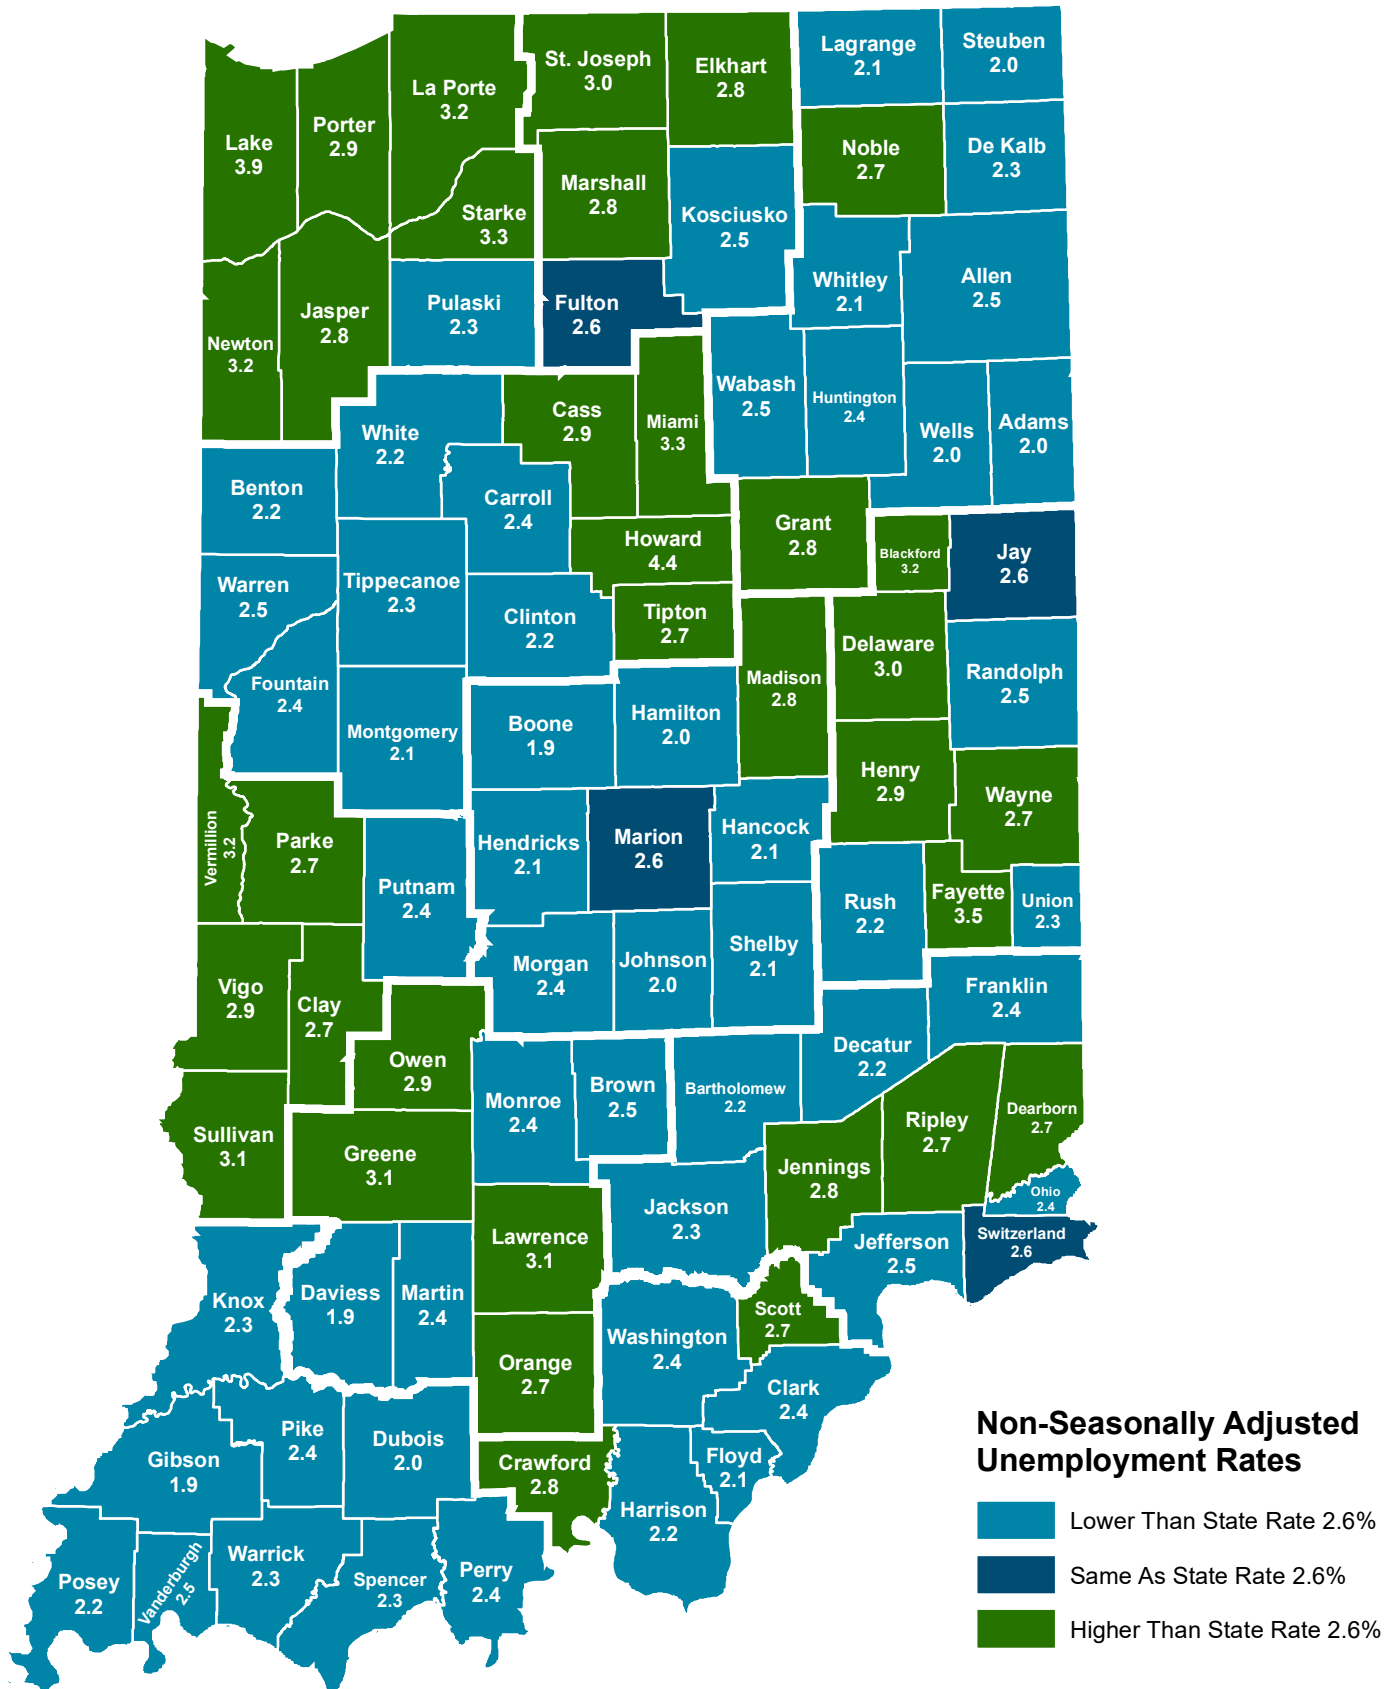 Lagrange
2.1
Steuben
2.0
St. Joseph
3.0
Elkhart
2.8
La Porte
3.2
Porter
2.9
Lake
3.9
Noble
2.7
De Kalb
2.3
Marshall
2.8
Kosciusko
2.5
Starke
3.3
Whitley
2.1
Allen
2.5
Pulaski
2.3
Fulton
2.6
Jasper
2.8
Newton
3.2
Wabash
2.5
Huntington
2.4
Wells
2.0
Adams
2.0
White
2.2
Cass
2.9
Miami
3.3
Benton
2.2
Carroll
2.4
Grant
2.8
Howard
4.4
Blackford
3.2
Jay
2.6
Warren
2.5
Tippecanoe
2.3
Clinton
2.2
Tipton
2.7
Delaware
3.0
Randolph
2.5
Madison
2.8
Fountain
2.4
Montgomery
2.1
Boone
1.9
Hamilton
2.0
Henry
2.9
Wayne
2.7
Vermillion
3.2
Parke
2.7
Putnam
2.4
Hendricks
2.1
Marion
2.6
Hancock
2.1
Rush
2.2
Fayette
3.5
Union
2.3
Vigo
2.9
Clay
2.7
Morgan
2.4
Johnson
2.0
Shelby
2.1
Franklin
2.4
Owen
2.9
Decatur
2.2
Monroe
2.4
Brown
2.5
Bartholomew
2.2
Sullivan
3.1
Greene
3.1
Jennings
2.8
Ripley
2.7
Dearborn
2.7
Ohio
2.4
Lawrence
3.1
Jackson
2.3
Jefferson
2.5
Switzerland
2.6
Knox
2.3
Daviess
1.9
Martin
2.4
Washington
2.4
Scott
2.7
Orange
2.7
Clark
2.4
Gibson
1.9
Pike
2.4
Dubois
2.0
Crawford
2.8
Floyd
2.1
Harrison
2.2
Posey
2.2
Vanderburgh
2.5
Warrick
2.3
Spencer
2.3
Perry
2.4
Non-Seasonally Adjusted
Unemployment Rates
Lower Than State Rate 2.6%
Same As State Rate 2.6%
Higher Than State Rate 2.6%